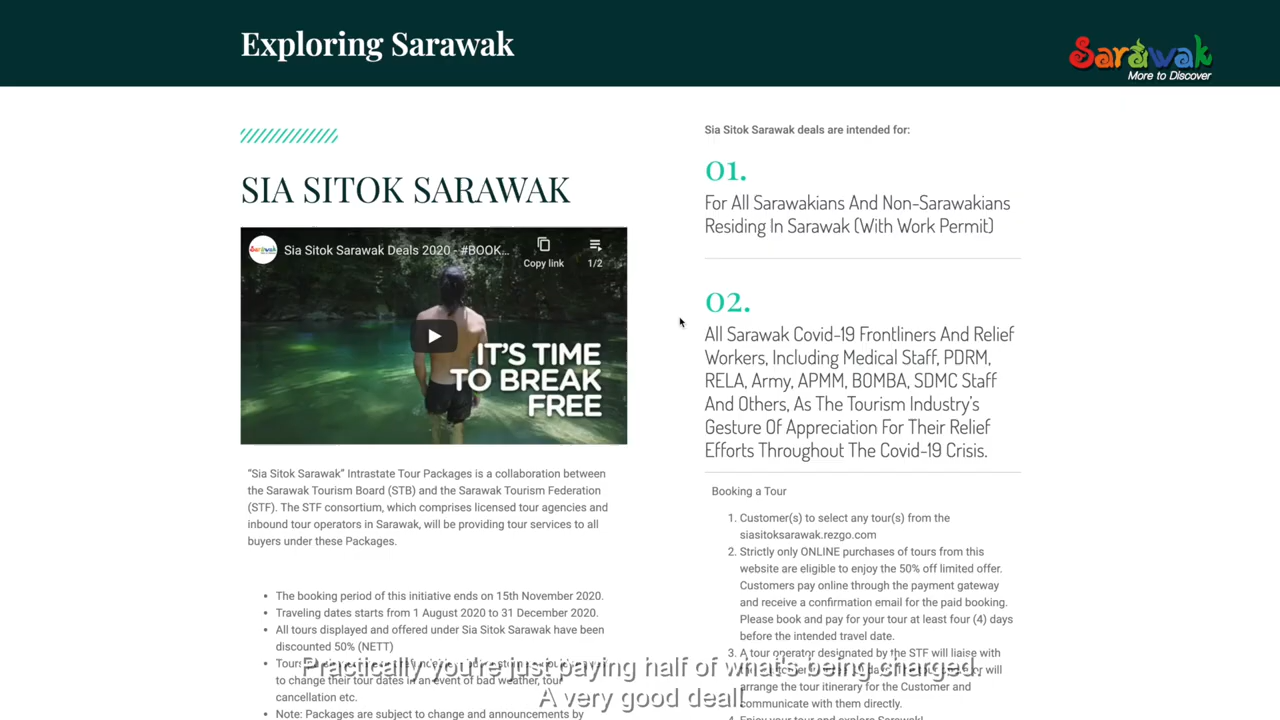 Exploring Sarawak
Sarawak
More to Discover
SIA SITOK SARAWAK
Sia Sitok Sarawak Deals 2020 - #BOOK...
Copy link
1/2
IT'S TIME
TO BREAK
FREE
"Sia Sitok Sarawak" Intrastate Tour Packages is a collaboration between
the Sarawak Tourism Board (STB) and the Sarawak Tourism Federation
(STF). The STF consortium, which comprises licensed tour agencies and
inbound tour operators in Sarawak, will be providing tour services to all
buyers under these Packages.
• The booking period of this initiative ends on 15th November 2020.
• Traveling dates starts from 1 August 2020 to 31 December 2020.
• All tours displayed and offered under Sia Sitok Sarawak have been
discounted 50% (NETT)
• Tours
to change their tour dates in an event of bad weather, tour
cancellation etc.
• Note: Packages are subject to change and announcements by
Sia Sitok Sarawak deals are intended for:
01.
For All Sarawakians And Non-Sarawakians
Residing In Sarawak (With Work Permit)
02.
All Sarawak Covid-19 Frontliners And Relief
Workers, Including Medical Staff, PDRM,
RELA, Army, APMM, BOMBA, SDMC Staff
And Others, As The Tourism Industry's
Gesture Of Appreciation For Their Relief
Efforts Throughout The Covid-19 Crisis.
Booking a Tour
1. Customer(s) to select any tour(s) from the
siasitoksarawak.rezgo.com
2. Strictly only ONLINE purchases of tours from this
website are eligible to enjoy the 50% off limited offer.
Customers pay online through the payment gateway
and receive a confirmation email for the paid booking.
Please book and pay for your tour at least four (4) days
before the intended travel date.
3. A tour operator designated by the STF will liaise with
will
arrange the tour itinerary for the Customer and
communicate with them directly.
4. Enjoy your tour and explore Sarawak!
Practically you're just paying half of what's being charged.
A very good deal!